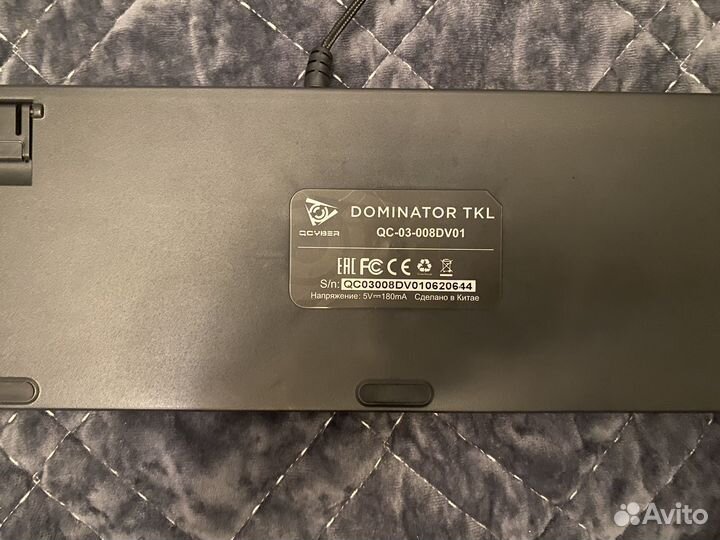 QCYBER
DOMINATOR TKL
QC-03-008DV01
EAC FC CE
S/n: QC03008DV010620644
Напряжение: 5V⎓180mA Сделано в Китае
Avito